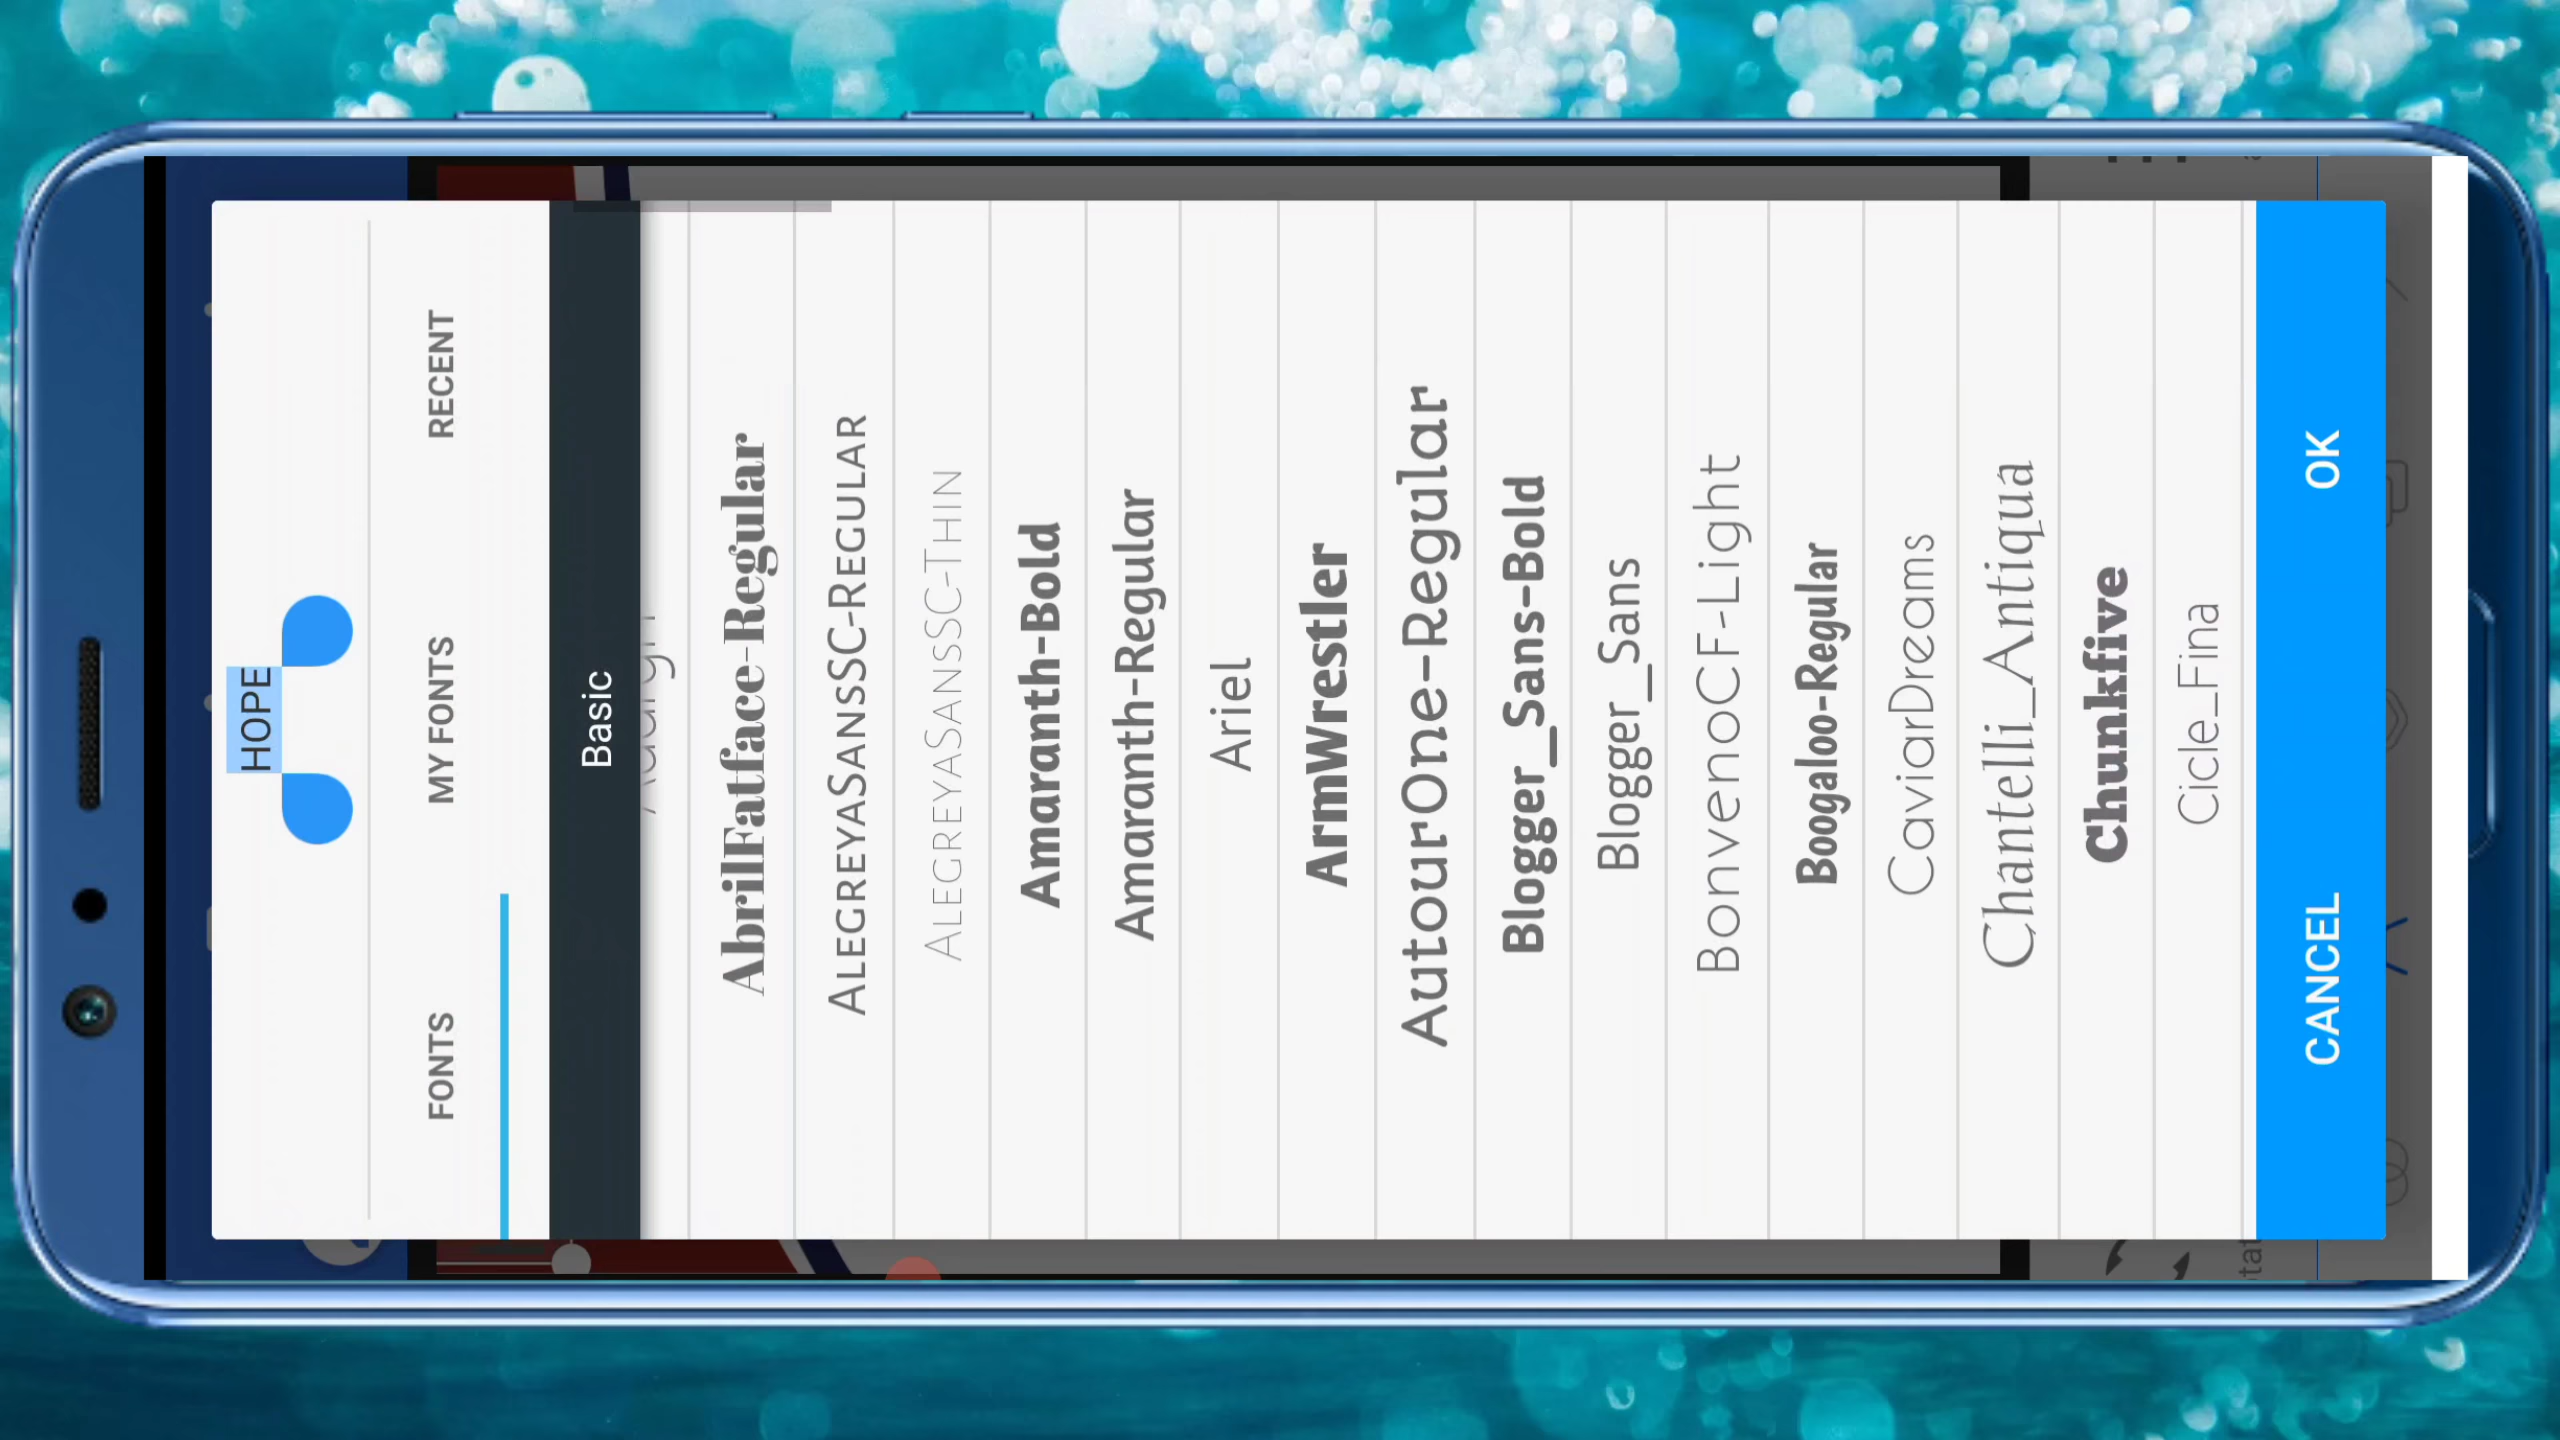 HOPE
FONTS MY FONTS RECENT
Basic
AbrilFatface-Regular
AlegreyaSansSC-Regular
AlegreyaSansSC-Thin
Amaranth-Bold
Amaranth-Regular
Ariel
ArmWrestler
AutourOne-Regular
Blogger_Sans-Bold
Blogger_Sans
BonvenoCF-Light
Boogaloo-Regular
CaviarDreams
Chantelli_Antiqua
Chunkfive
Cicle_Fina
CANCEL OK